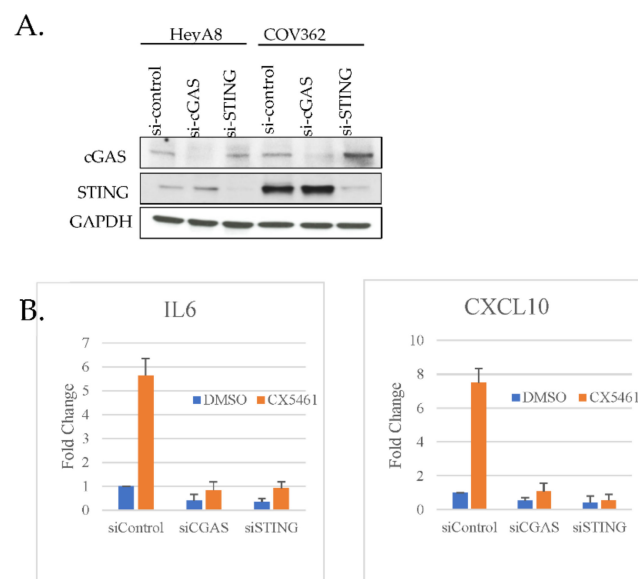 A.
HeyA8 COV362
si-control si-cGAS si-STING si-control si-cGAS si-STING
cGAS
STING
GAPDH
B.
IL6
7
6
5
4
3
2
1
0
Fold Change
DMSO CX5461
siControl siCGAS siSTING
CXCL10
10
8
6
4
2
0
Fold Change
DMSO CX5461
siControl siCGAS siSTING